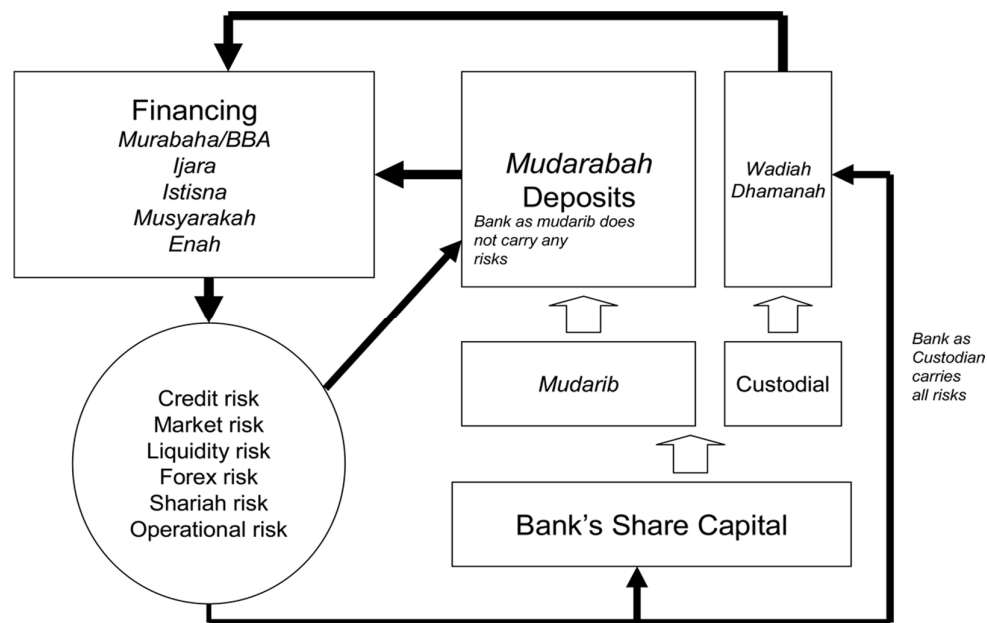 Financing
Murabaha/BBA
Ijara
Istisna
Musyarakah
Enah
Mudarabah
Deposits
Bank as mudarib does
not carry any
risks
Wadiah
Dhamanah
Credit risk
Market risk
Liquidity risk
Forex risk
Shariah risk
Operational risk
Mudarib
Custodial
Bank as
Custodian
carries
all risks
Bank's Share Capital